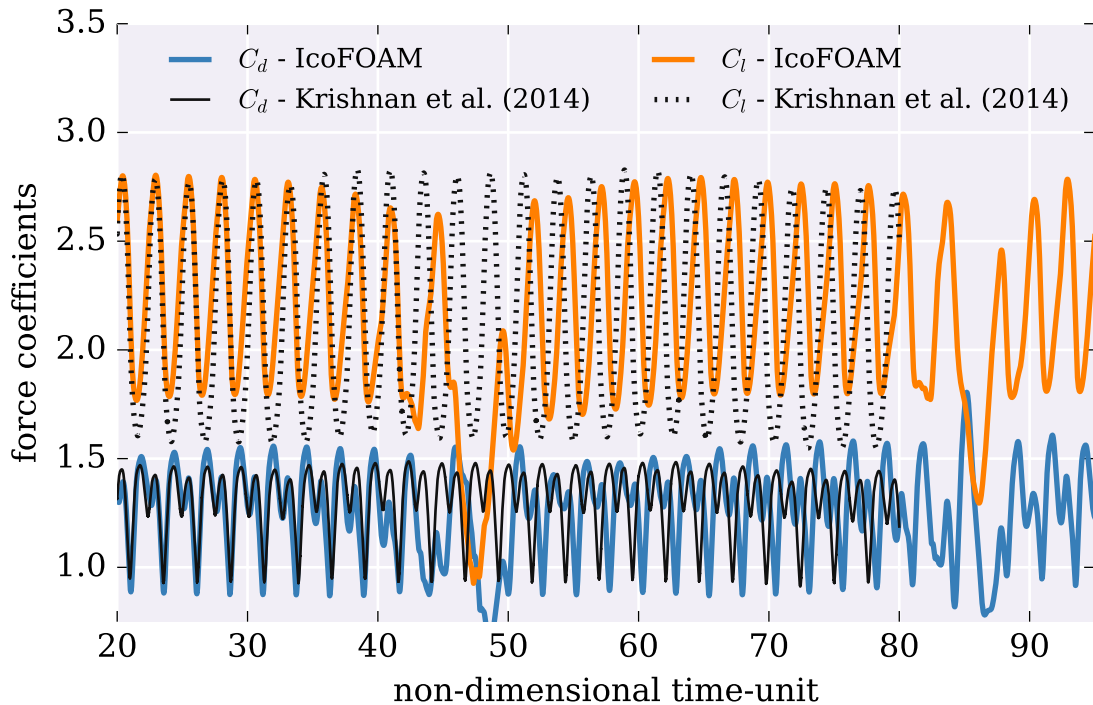 3.5
C_d - IcoFOAM
C_l - IcoFOAM
C_d - Krishnan et al. (2014)
C_l - Krishnan et al. (2014)
3.0
2.5
2.0
1.5
1.0
force coefficients
20 30 40 50 60 70 80 90
non-dimensional time-unit